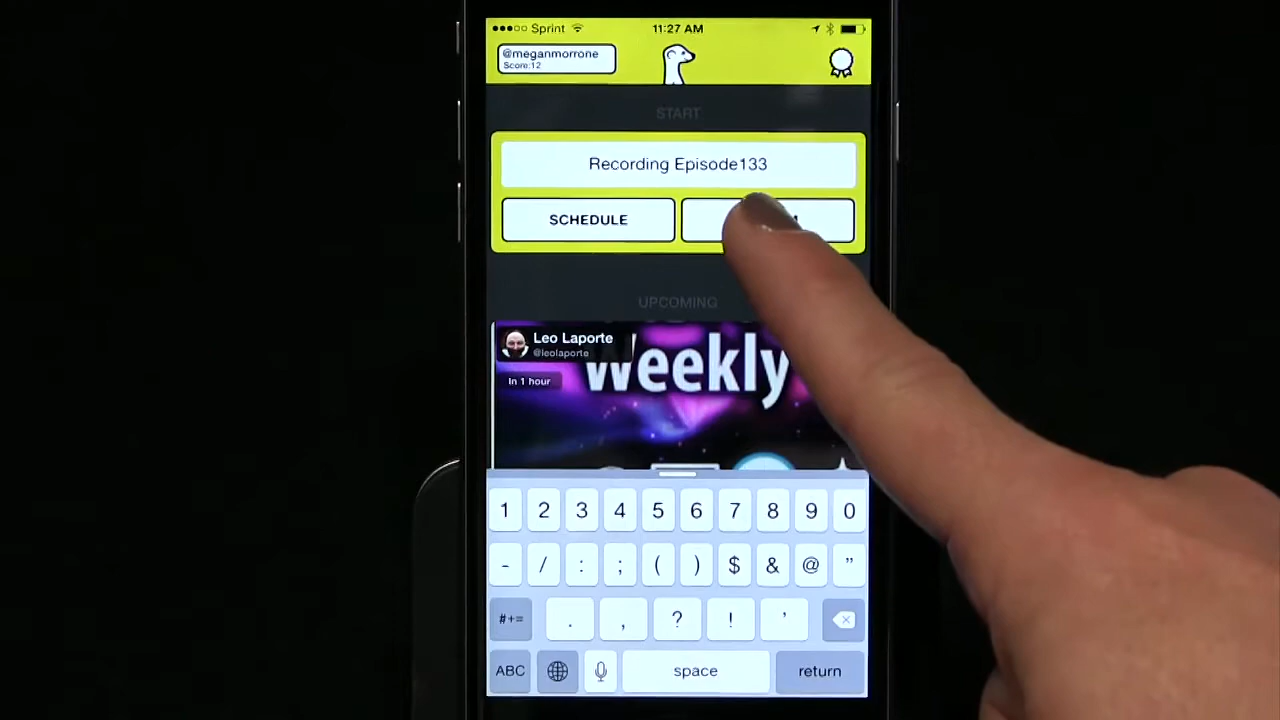 Sprint 11:27 AM
@meganmorrone
Score:12
START
Recording Episode133
SCHEDULE
UPCOMING
Leo Laporte
@leolaporte
In 1 hour
Weekly
1 2 3 4 5 6 7 8 9 0
- / : ; ( ) $ & @ "
#+= . , ? ! '
ABC space return